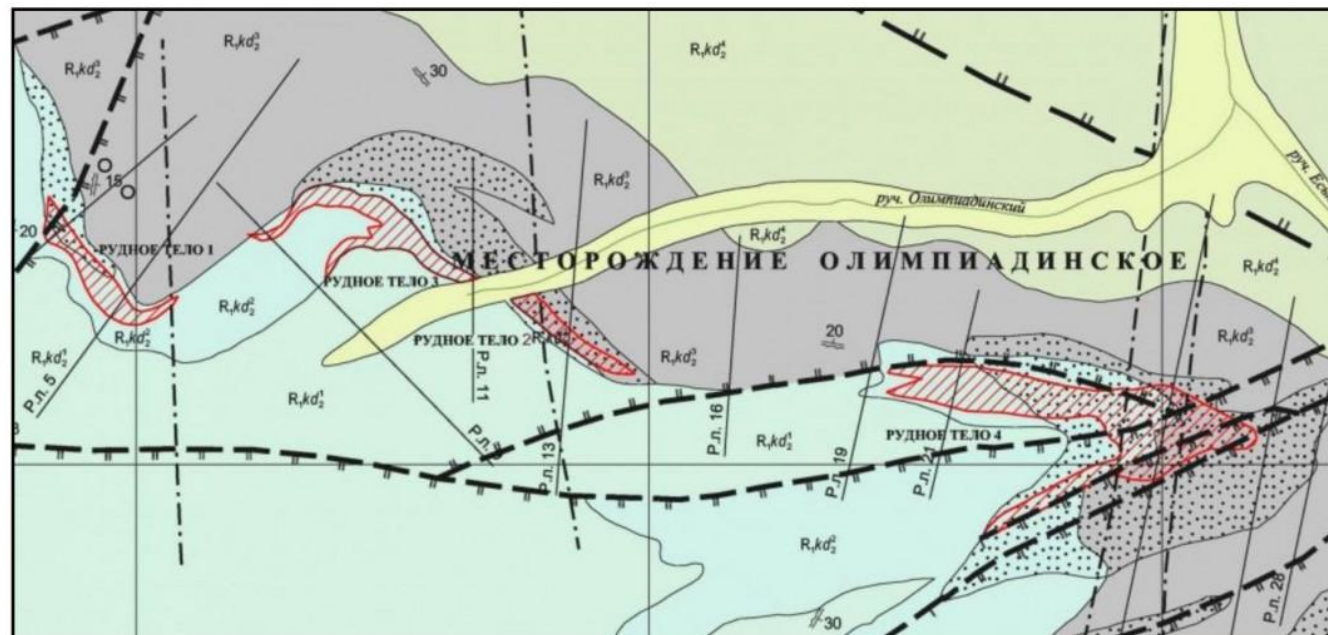 R₁kd₂³
R₁kd₂³
R₁kd₂⁴
30
15
20
руч. Олимпиадинский
руч.
R₁kd₂³
R₁kd₂⁴
РУДНОЕ ТЕЛО 1
МЕСТОРОЖДЕНИЕ ОЛИМПИАДИНСКОЕ
R₁kd₂⁴
РУДНОЕ ТЕЛО 3
R₁kd₂²
R₁kd₂²
РУДНОЕ ТЕЛО 2
20
R₁kd₂³
R₁kd₂¹
R₁kd₂³
Р.л. 5
R₁kd₂¹
Р.л. 11
Р.л. 16
R₁kd₂¹
РУДНОЕ ТЕЛО 4
Р.л. 13
Р.л. 19
Р.л. 21
R₁kd₂²
Р.л. 28
30